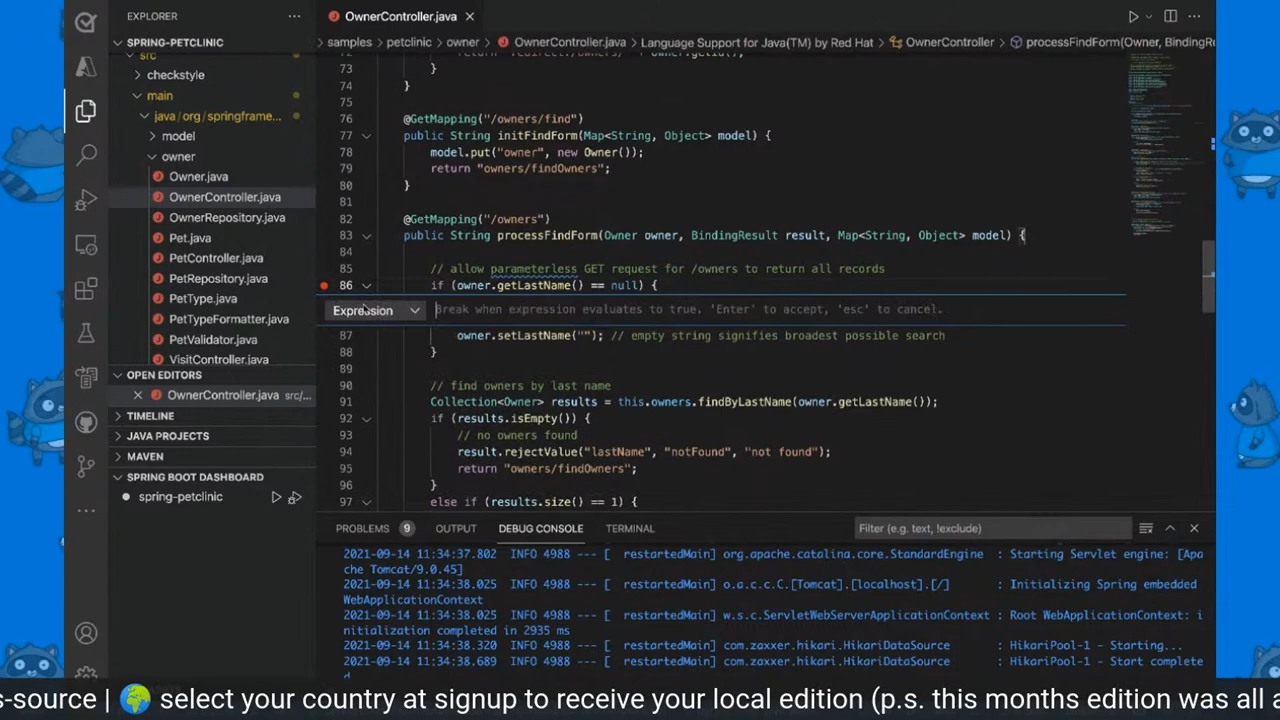 EXPLORER
SPRING-PETCLINIC
src
checkstyle
main
java/org/springframe...
model
owner
Owner.java
OwnerController.java
OwnerRepository.java
Pet.java
PetController.java
PetRepository.java
PetType.java
PetTypeFormatter.java
PetValidator.java
VisitController.java
OPEN EDITORS
OwnerController.java src/...
TIMELINE
JAVA PROJECTS
MAVEN
SPRING BOOT DASHBOARD
spring-petclinic
OwnerController.java
samples > petclinic > owner > OwnerController.java > Language Support for Java(TM) by Red Hat > OwnerController > processFindForm(Owner, BindingRe
73 }
74
75
76 @GetMapping("/owners/find")
77 public String initFindForm(Map<String, Object> model) {
78 model.put("owner", new Owner());
79 return "owners/findOwners";
80 }
81
82 @GetMapping("/owners")
83 public String processFindForm(Owner owner, BindingResult result, Map<String, Object> model) {
84
85 // allow parameterless GET request for /owners to return all records
86 if (owner.getLastName() == null) {
Expression Break when expression evaluates to true. 'Enter' to accept, 'esc' to cancel.
87 owner.setLastName(""); // empty string signifies broadest possible search
88 }
89
90 // find owners by last name
91 Collection<Owner> results = this.owners.findByLastName(owner.getLastName());
92 if (results.isEmpty()) {
93 // no owners found
94 result.rejectValue("lastName", "notFound", "not found");
95 return "owners/findOwners";
96 }
97 else if (results.size() == 1) {
PROBLEMS 9 OUTPUT DEBUG CONSOLE TERMINAL Filter (e.g. text, !exclude)
2021-09-14 11:34:37.802 INFO 4988 --- [ restartedMain] org.apache.catalina.core.StandardEngine : Starting Servlet engine: [Apa
che Tomcat/9.0.45]
2021-09-14 11:34:38.025 INFO 4988 --- [ restartedMain] o.a.c.c.C.[Tomcat].[localhost].[/] : Initializing Spring embedded
WebApplicationContext
2021-09-14 11:34:38.025 INFO 4988 --- [ restartedMain] w.s.c.ServletWebServerApplicationContext : Root WebApplicationContext: i
nitialization completed in 2935 ms
2021-09-14 11:34:38.320 INFO 4988 --- [ restartedMain] com.zaxxer.hikari.HikariDataSource : HikariPool-1 - Starting...
2021-09-14 11:34:38.689 INFO 4988 --- [ restartedMain] com.zaxxer.hikari.HikariDataSource : HikariPool-1 - Start complete
d.
s-source | 🌍 select your country at signup to receive your local edition (p.s. this months edition was all a